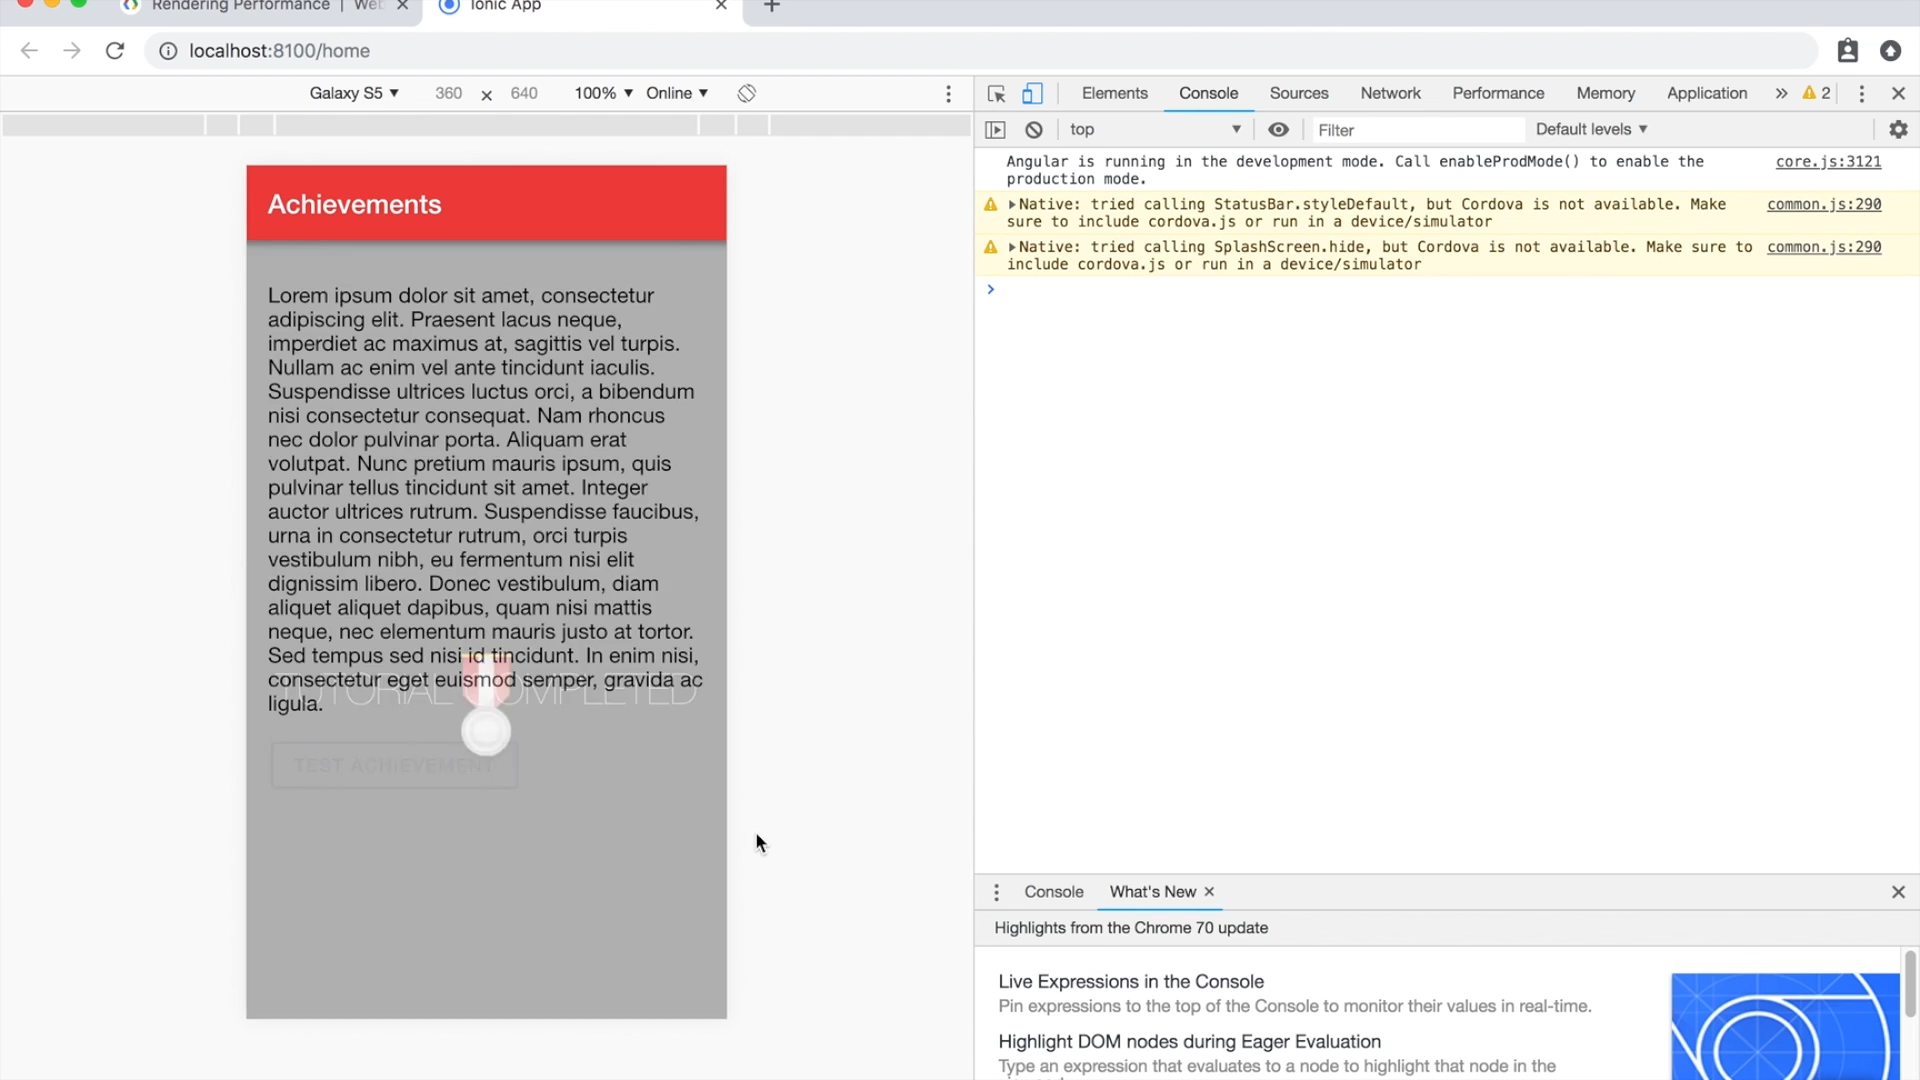 Rendering Performance | Web
Ionic App
localhost:8100/home
Galaxy S5 ▼ 360 × 640 100% ▼ Online ▼
Elements Console Sources Network Performance Memory Application » 2
top ▼ Filter Default levels ▼
Angular is running in the development mode. Call enableProdMode() to enable the production mode. core.js:3121
Native: tried calling StatusBar.styleDefault, but Cordova is not available. Make sure to include cordova.js or run in a device/simulator common.js:290
Native: tried calling SplashScreen.hide, but Cordova is not available. Make sure to include cordova.js or run in a device/simulator common.js:290
Achievements
Lorem ipsum dolor sit amet, consectetur
adipiscing elit. Praesent lacus neque,
imperdiet ac maximus at, sagittis vel turpis.
Nullam ac enim vel ante tincidunt iaculis.
Suspendisse ultrices luctus orci, a bibendum
nisi consectetur consequat. Nam rhoncus
nec dolor pulvinar porta. Aliquam erat
volutpat. Nunc pretium mauris ipsum, quis
pulvinar tellus tincidunt sit amet. Integer
auctor ultrices rutrum. Suspendisse faucibus,
urna in consectetur rutrum, orci turpis
vestibulum nibh, eu fermentum nisi elit
dignissim libero. Donec vestibulum, diam
aliquet aliquet dapibus, quam nisi mattis
neque, nec elementum mauris justo at tortor.
Sed tempus sed nisi id tincidunt. In enim nisi,
consectetur eget euismod semper, gravida ac
ligula.
TUTORIAL COMPLETED
TEST ACHIEVEMENT
Console What's New ×
Highlights from the Chrome 70 update
Live Expressions in the Console
Pin expressions to the top of the Console to monitor their values in real-time.
Highlight DOM nodes during Eager Evaluation
Type an expression that evaluates to a node to highlight that node in the